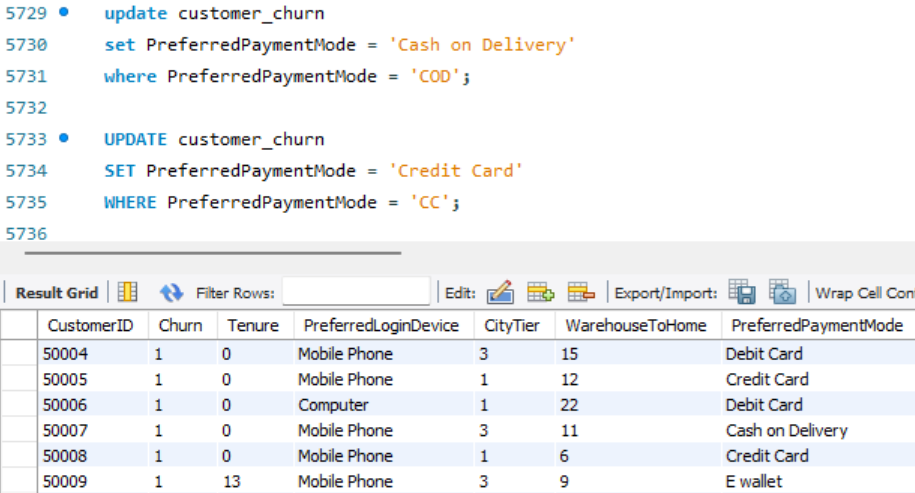 5729 update customer_churn
5730 set PreferredPaymentMode = 'Cash on Delivery'
5731 where PreferredPaymentMode = 'COD';
5732
5733 UPDATE customer_churn
5734 SET PreferredPaymentMode = 'Credit Card'
5735 WHERE PreferredPaymentMode = 'CC';
5736
Result Grid Filter Rows: Edit: Export/Import: Wrap Cell Con
CustomerID Churn Tenure PreferredLoginDevice CityTier WarehouseToHome PreferredPaymentMode
50004 1 0 Mobile Phone 3 15 Debit Card
50005 1 0 Mobile Phone 1 12 Credit Card
50006 1 0 Computer 1 22 Debit Card
50007 1 0 Mobile Phone 3 11 Cash on Delivery
50008 1 0 Mobile Phone 1 6 Credit Card
50009 1 13 Mobile Phone 3 9 E wallet